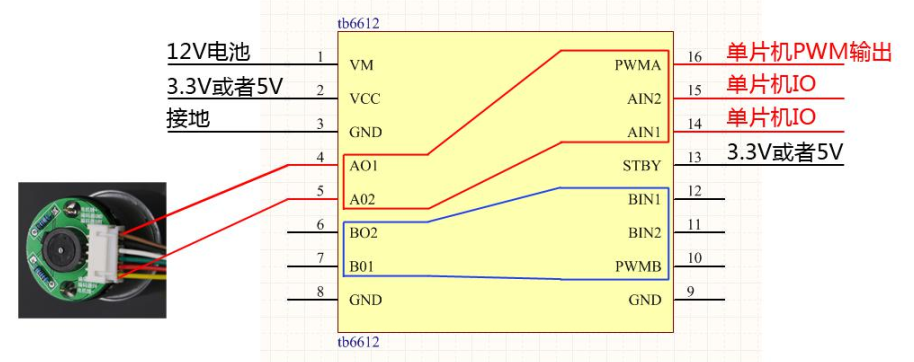 tb6612
12V电池
1
VM
PWMA
16
单片机PWM输出
3.3V或者5V
2
VCC
AIN2
15
单片机IO
接地
3
GND
AIN1
14
单片机IO
4
AO1
STBY
13
3.3V或者5V
5
A02
BIN1
12
6
BO2
BIN2
11
7
B01
PWMB
10
8
GND
GND
9
tb6612